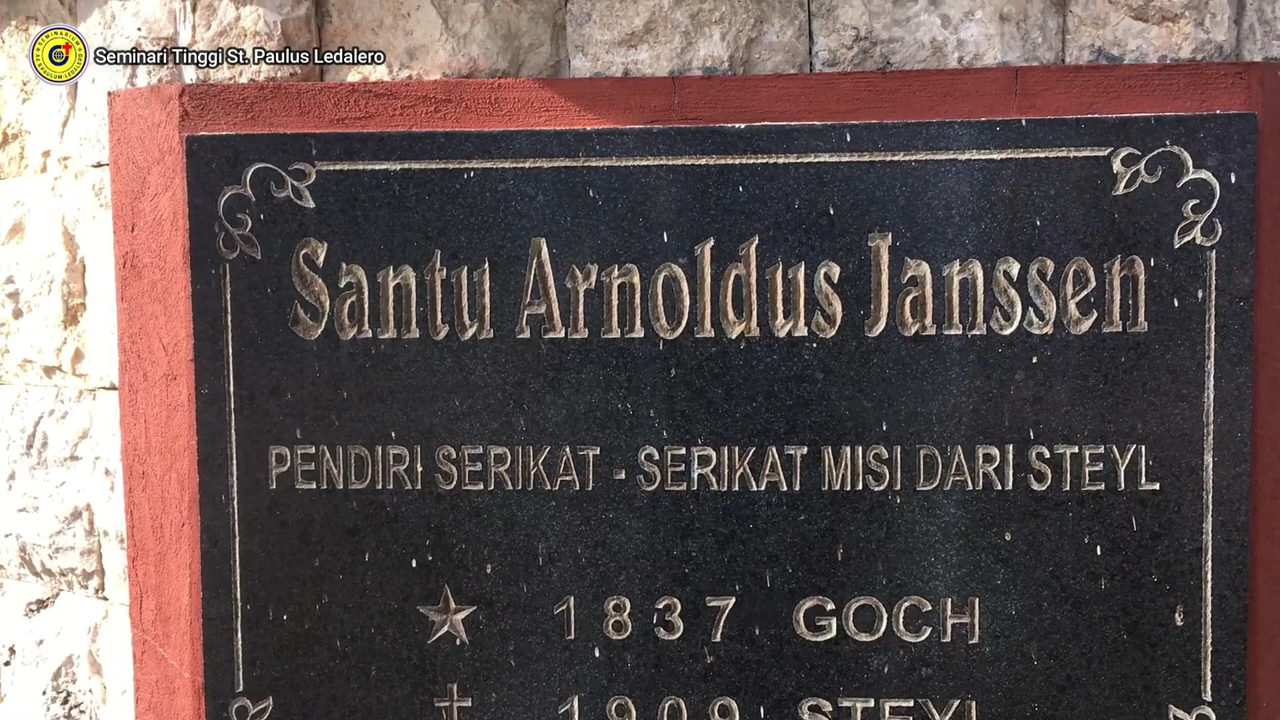 Seminari Tinggi St. Paulus Ledalero
Santu Arnoldus Janssen
PENDIRI SERIKAT - SERIKAT MISI DARI STEYL
1837 GOCH
1909 STEYL